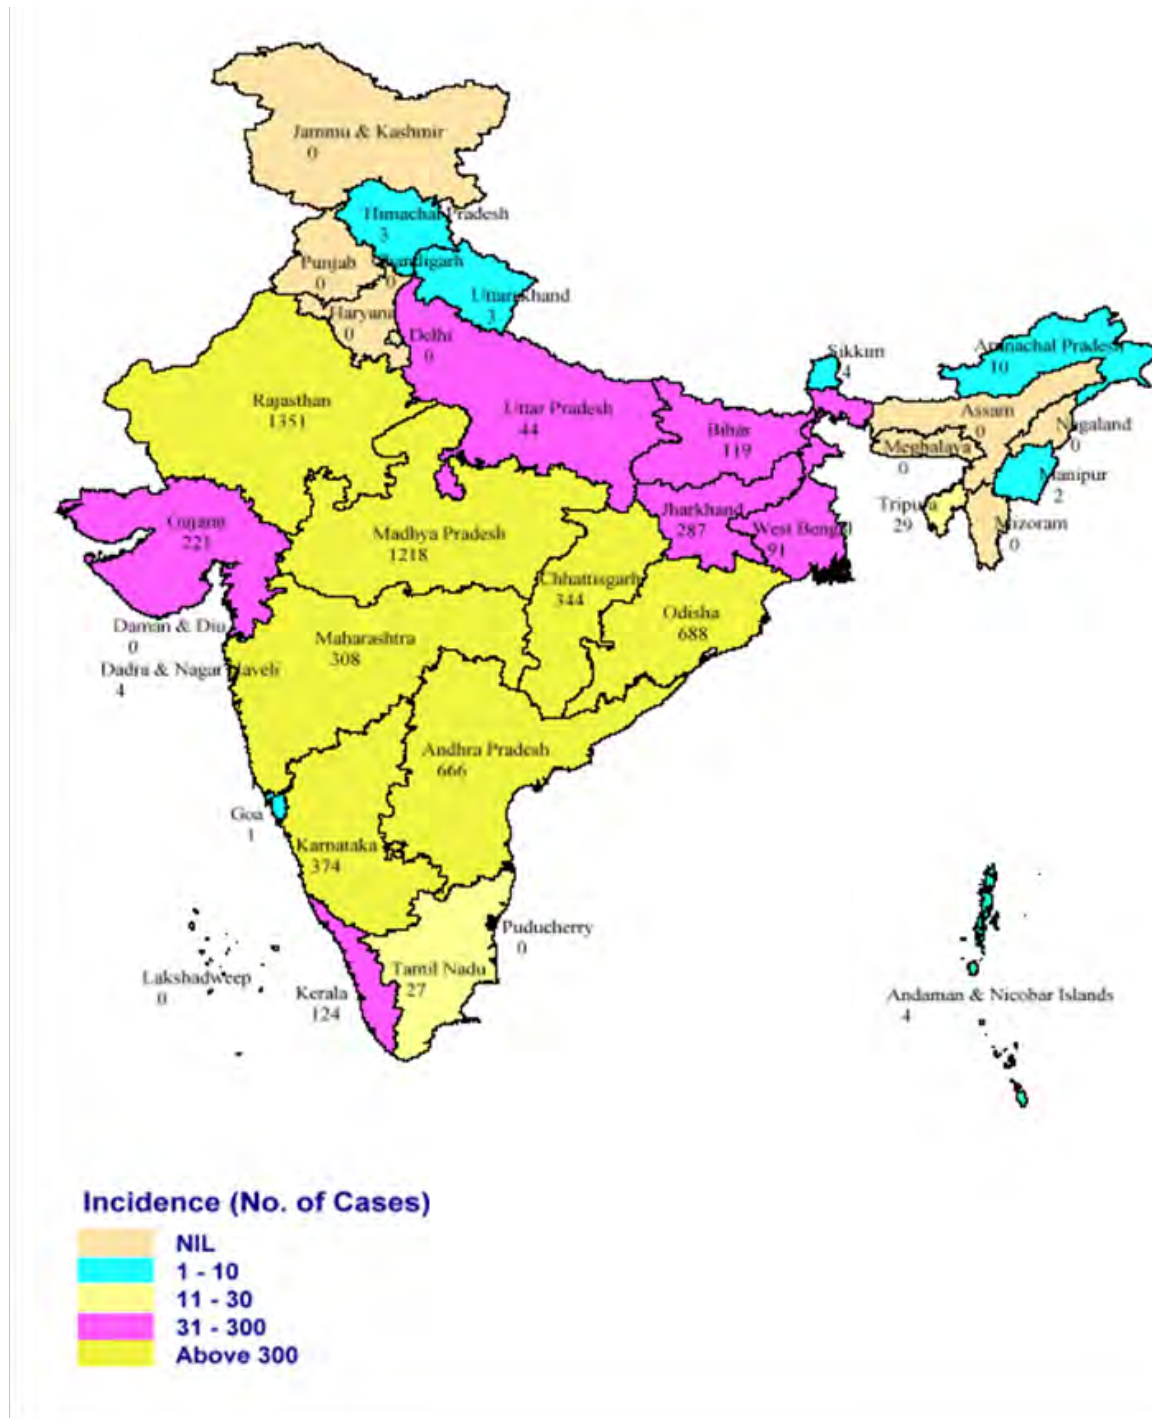 Jammu & Kashmir
0
Himachal Pradesh
3
Punjab
0
Chandigarh
0
Uttarakhand
3
Haryana
0
Delhi
0
Sikkim
4
Arunachal Pradesh
10
Rajasthan
1351
Uttar Pradesh
44
Bihar
119
Assam
0
Nagaland
0
Meghalaya
0
Manipur
2
Tripura
29
Mizoram
0
Gujarat
221
Madhya Pradesh
1218
Jharkhand
287
West Bengal
91
Chhattisgarh
344
Odisha
688
Daman & Diu
0
Dadra & Nagar Haveli
4
Maharashtra
308
Andhra Pradesh
666
Goa
1
Karnataka
374
Puducherry
0
Lakshadweep
0
Kerala
124
Tamil Nadu
27
Andaman & Nicobar Islands
4
Incidence (No. of Cases)
NIL
1 - 10
11 - 30
31 - 300
Above 300